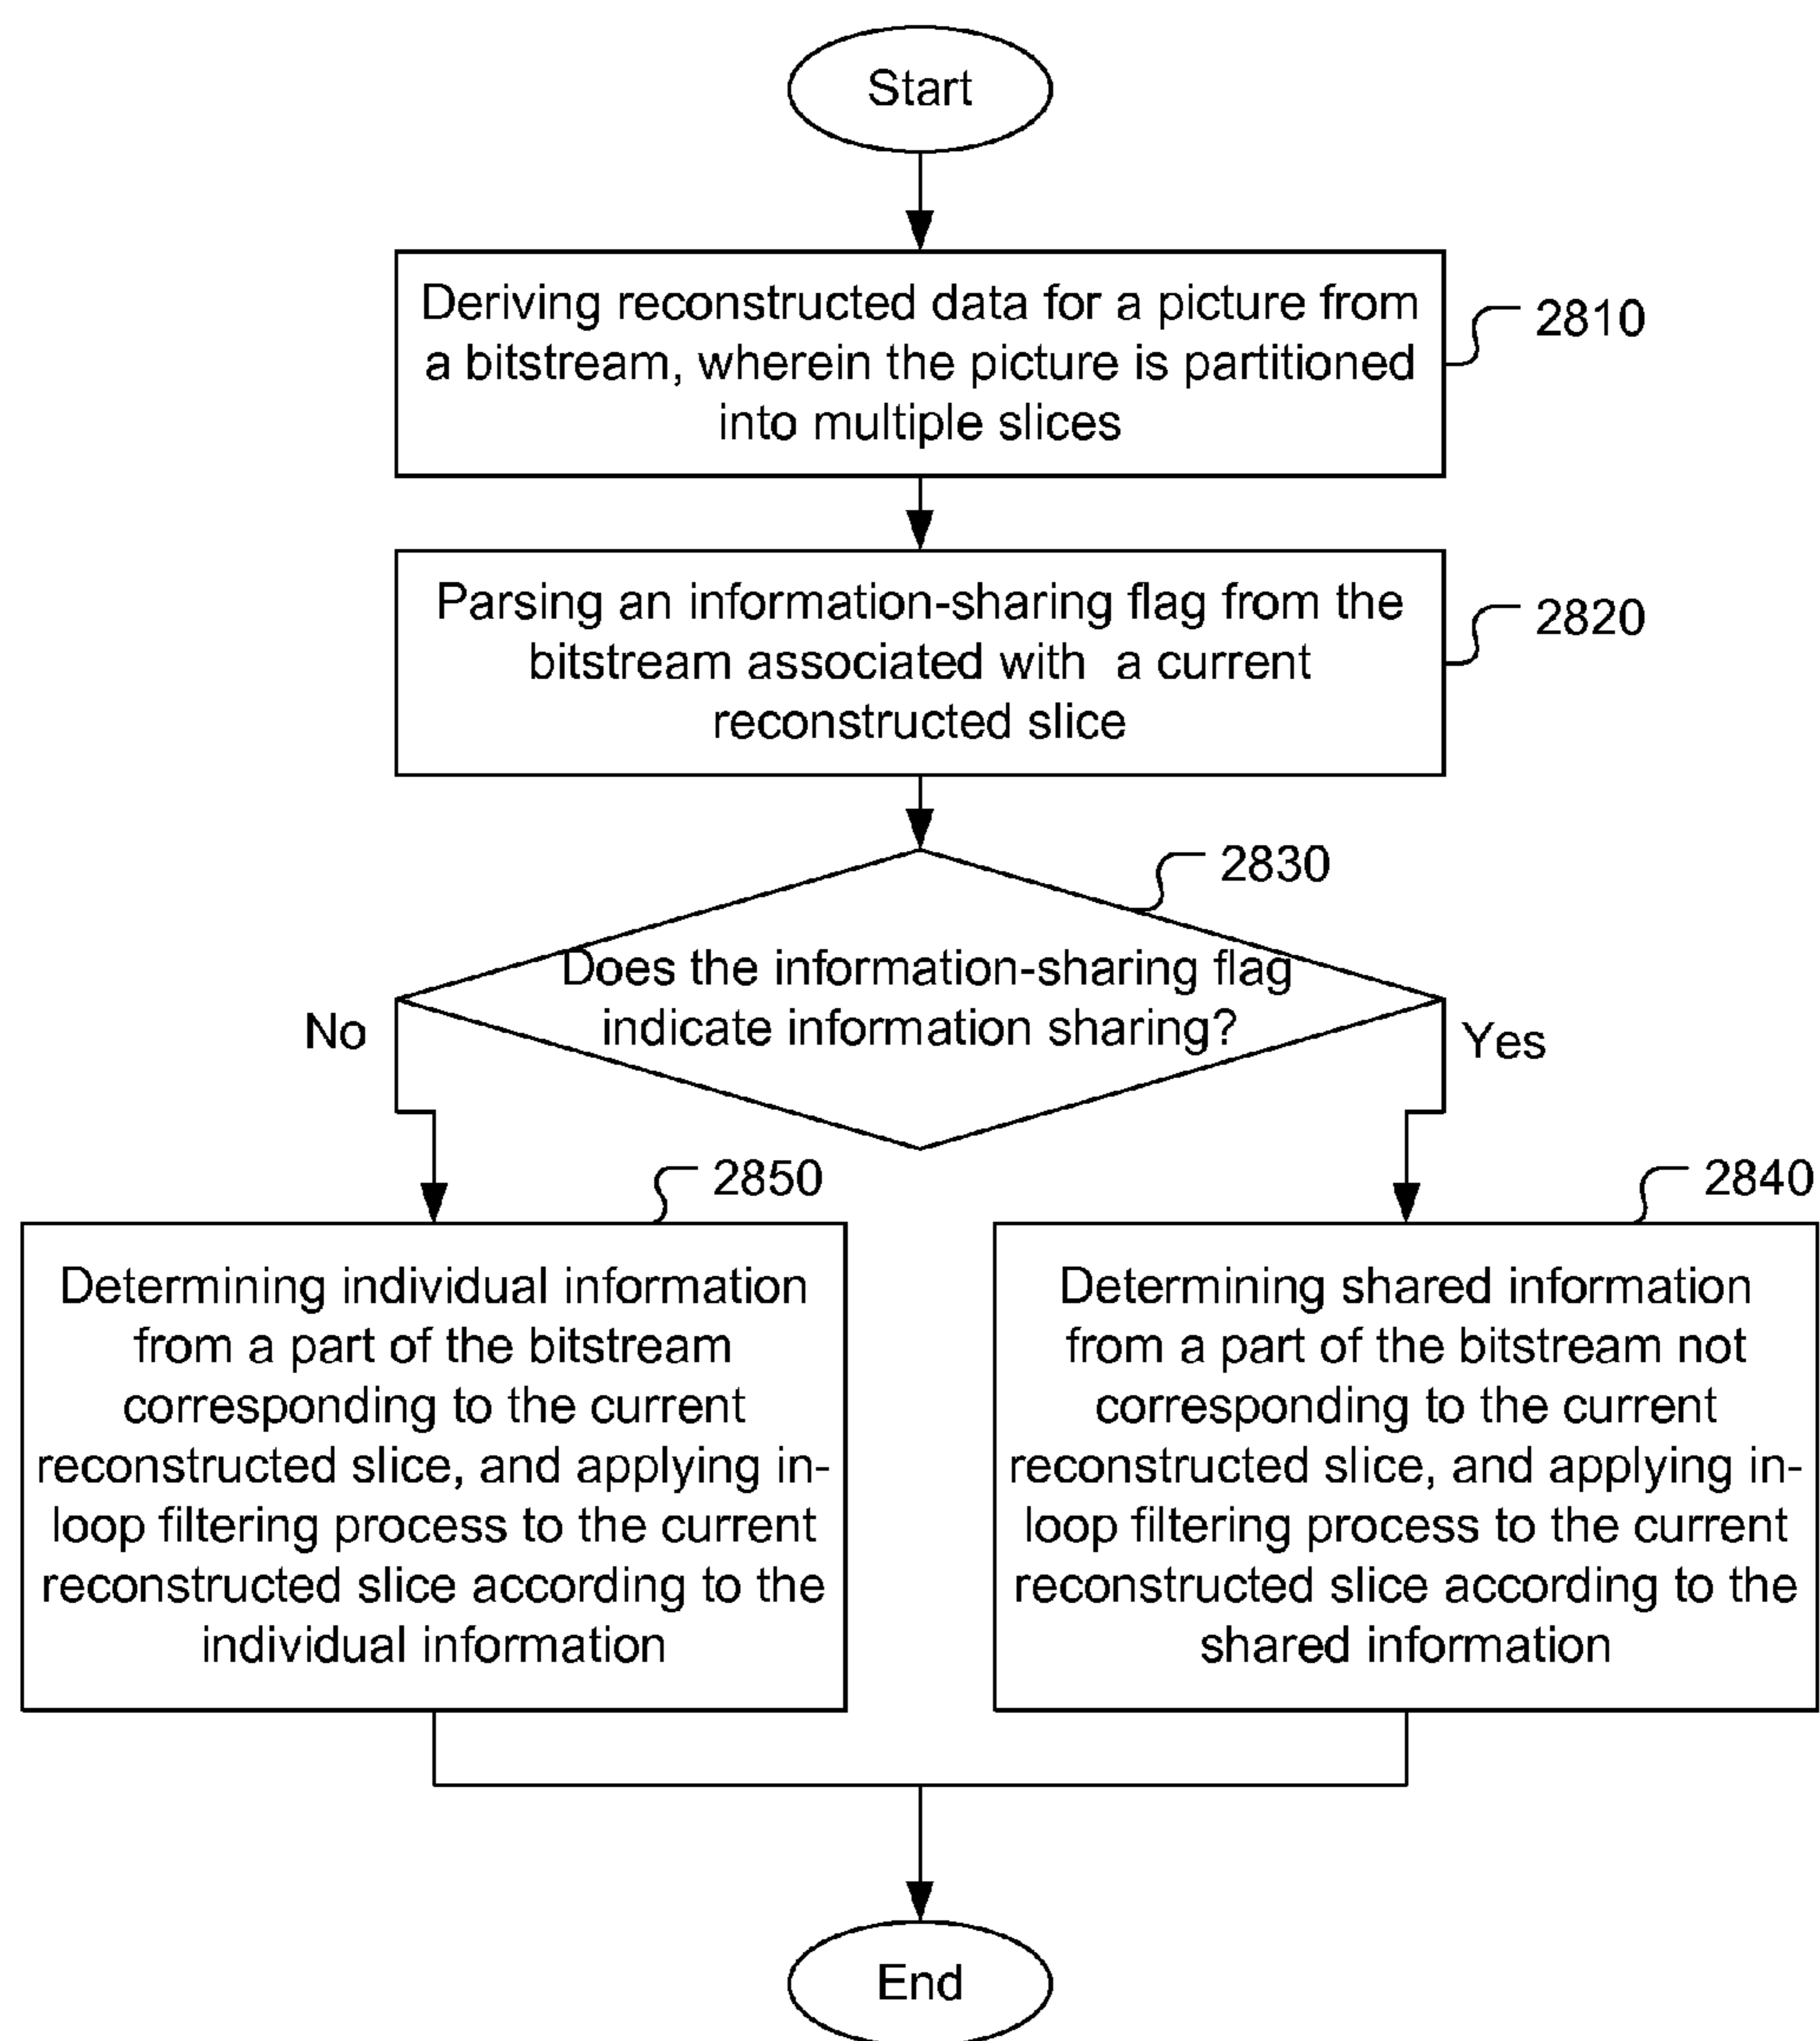 Start
Deriving reconstructed data for a picture from
a bitstream, wherein the picture is partitioned
into multiple slices
2810
Parsing an information-sharing flag from the
bitstream associated with a current
reconstructed slice
2820
2830
Does the information-sharing flag
indicate information sharing?
No
Yes
2850
Determining individual information
from a part of the bitstream
corresponding to the current
reconstructed slice, and applying in-
loop filtering process to the current
reconstructed slice according to the
individual information
2840
Determining shared information
from a part of the bitstream not
corresponding to the current
reconstructed slice, and applying in-
loop filtering process to the current
reconstructed slice according to the
shared information
End